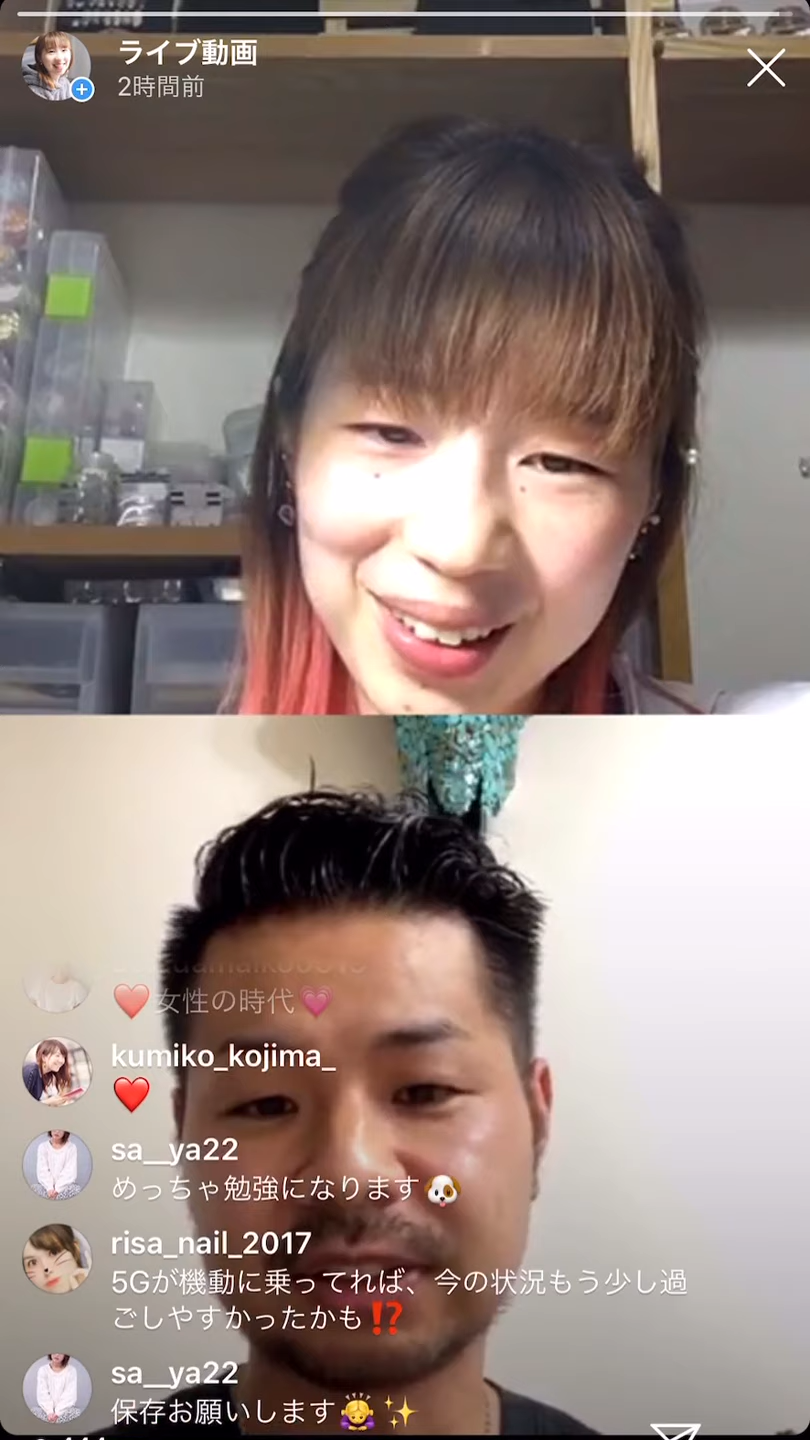 ライブ動画
2時間前
❤️女性の時代💗
kumiko_kojima_
❤️
sa__ya22
めっちゃ勉強になります🐶
risa_nail_2017
5Gが機動に乗ってれば、今の状況もう少し過
ごしやすかったかも⁉️
sa__ya22
保存お願いします🙇‍♀️✨